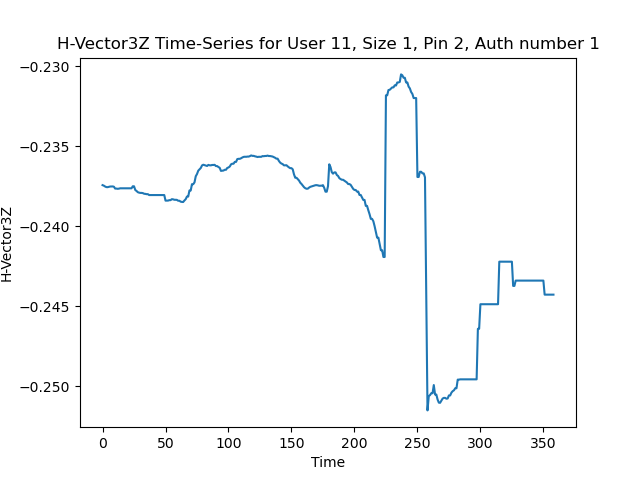 H-Vector3Z Time-Series for User 11, Size 1, Pin 2, Auth number 1
−0.230
−0.235
−0.240
−0.245
−0.250
H-Vector3Z
0 50 100 150 200 250 300 350
Time